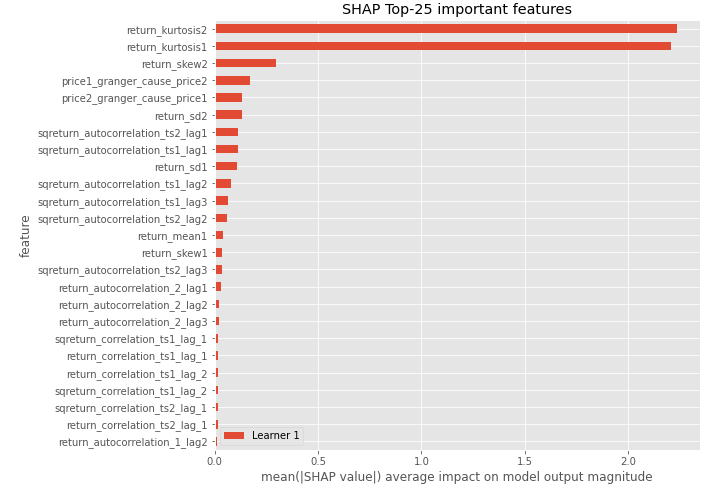 SHAP Top-25 important features
return_kurtosis2
return_kurtosis1
return_skew2
price1_granger_cause_price2
price2_granger_cause_price1
return_sd2
sqreturn_autocorrelation_ts2_lag1
sqreturn_autocorrelation_ts1_lag1
return_sd1
sqreturn_autocorrelation_ts1_lag2
sqreturn_autocorrelation_ts1_lag3
sqreturn_autocorrelation_ts2_lag2
return_mean1
return_skew1
sqreturn_autocorrelation_ts2_lag3
return_autocorrelation_2_lag1
return_autocorrelation_2_lag2
return_autocorrelation_2_lag3
sqreturn_correlation_ts1_lag_1
return_correlation_ts1_lag_1
return_correlation_ts1_lag_2
sqreturn_correlation_ts1_lag_2
sqreturn_correlation_ts2_lag_1
return_correlation_ts2_lag_1
return_autocorrelation_1_lag2
feature
Learner 1
0.0 0.5 1.0 1.5 2.0
mean(|SHAP value|) average impact on model output magnitude